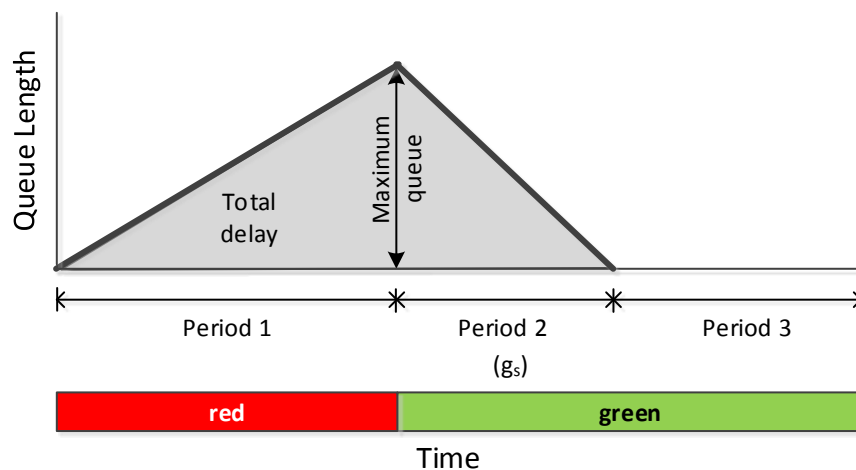 Queue Length
Maximum
queue
Total
delay
Period 1
Period 2
Period 3
(gs)
red
green
Time